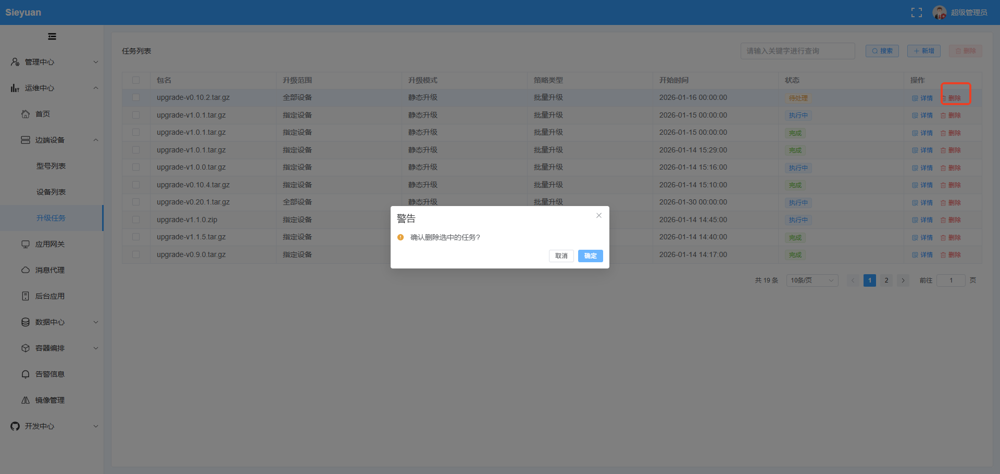 Sieyuan
超级管理员
管理中心
运维中心
首页
边端设备
型号列表
设备列表
升级任务
应用网关
消息代理
后台应用
数据中心
容器编排
告警信息
镜像管理
开发中心
任务列表
请输入关键字进行查询
搜索
新增
删除
包名 升级范围 升级模式 策略类型 开始时间 状态 操作
upgrade-v0.10.2.tar.gz 全部设备 静态升级 批量升级 2026-01-16 00:00:00 待处理 详情 删除
upgrade-v1.0.1.tar.gz 指定设备 静态升级 批量升级 2026-01-15 00:00:00 执行中 详情 删除
upgrade-v1.0.1.tar.gz 指定设备 静态升级 批量升级 2026-01-15 00:00:00 完成 详情 删除
upgrade-v1.0.1.tar.gz 指定设备 静态升级 批量升级 2026-01-14 15:29:00 完成 详情 删除
upgrade-v1.0.0.tar.gz 指定设备 静态升级 批量升级 2026-01-14 15:16:00 执行中 详情 删除
upgrade-v0.10.4.tar.gz 指定设备 静态升级 批量升级 2026-01-14 15:10:00 完成 详情 删除
upgrade-v0.20.1.tar.gz 全部设备 静态升级 批量升级 2026-01-30 00:00:00 执行中 详情 删除
upgrade-v1.1.0.zip 指定设备 2026-01-14 14:45:00 执行中 详情 删除
upgrade-v1.1.5.tar.gz 指定设备 2026-01-14 14:40:00 完成 详情 删除
upgrade-v0.9.0.tar.gz 指定设备 2026-01-14 14:17:00 完成 详情 删除
警告
确认删除选中的任务?
取消 确定
共 19 条 10条/页 1 2 前往 1 页